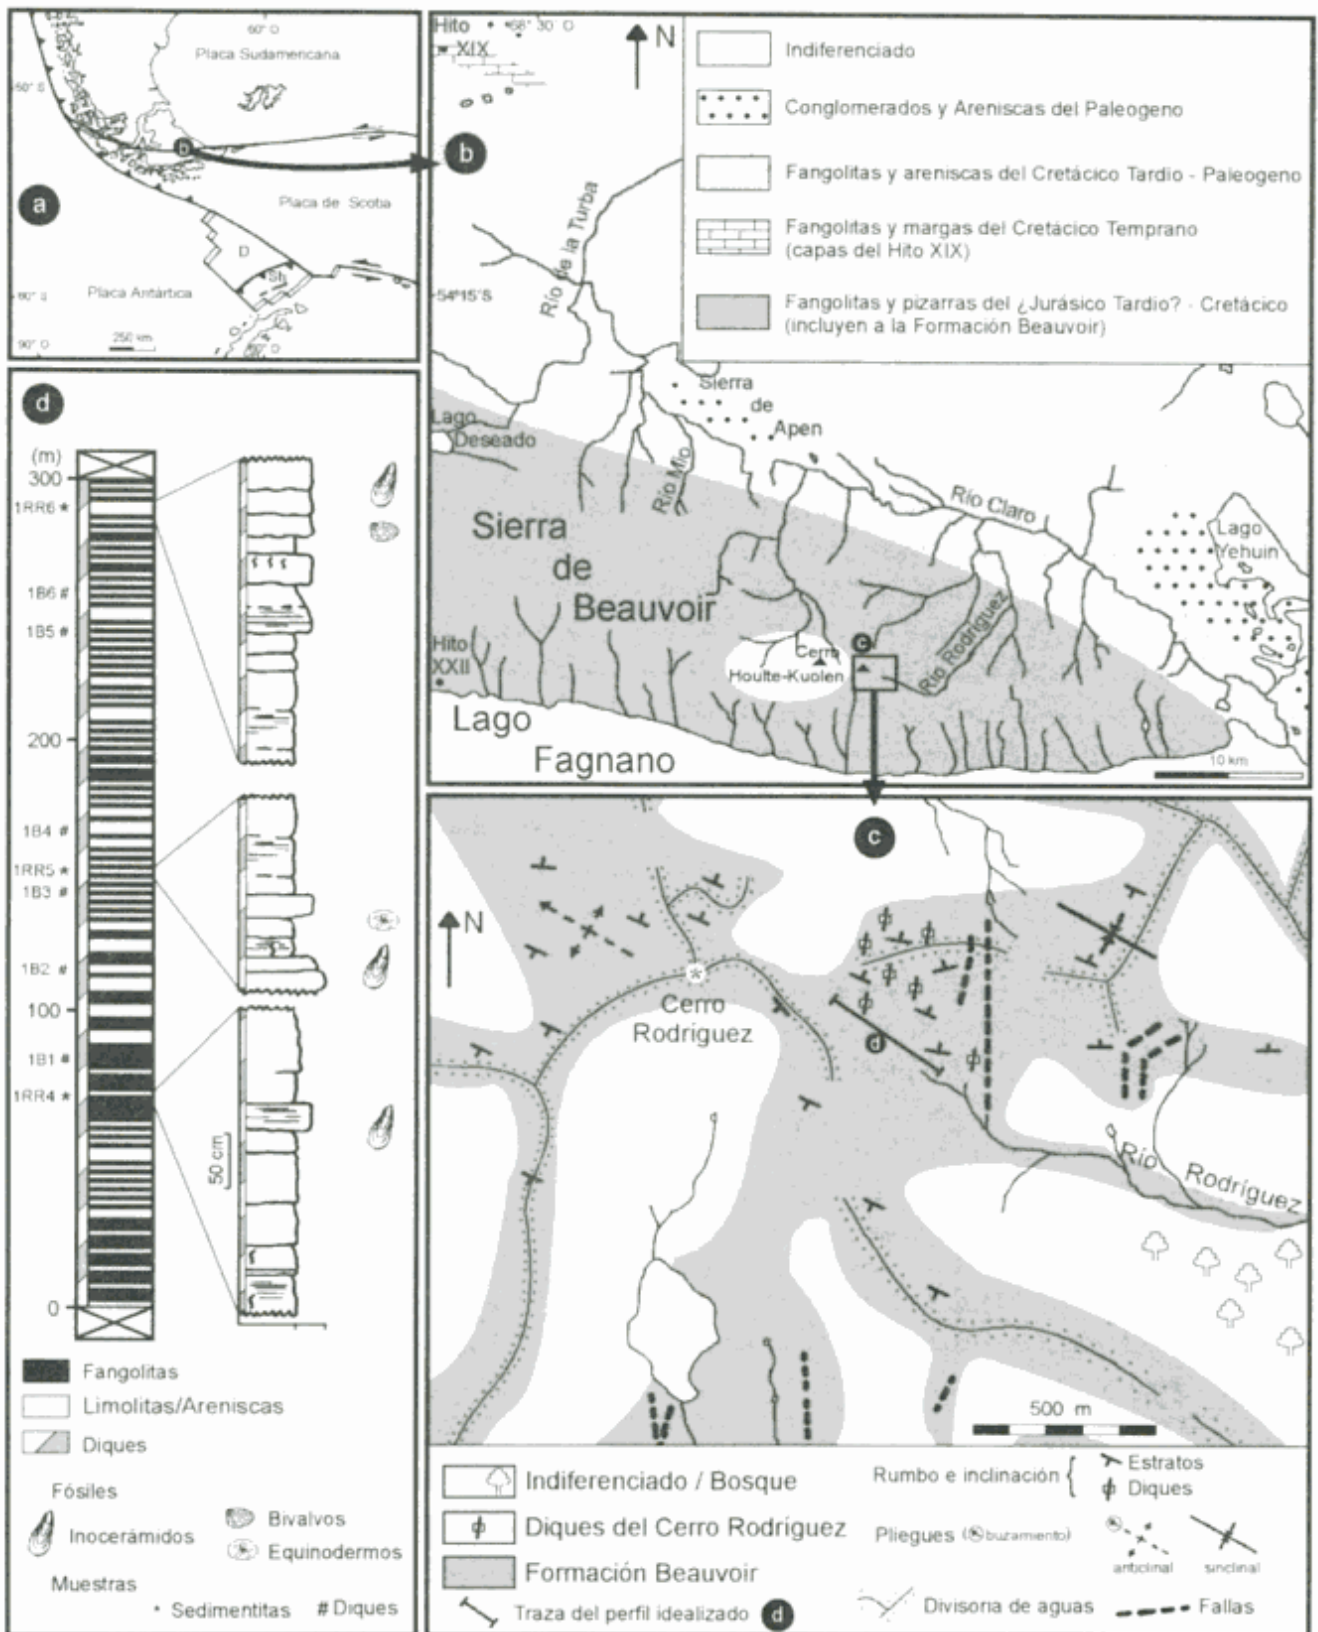 60° O
Placa Sudamericana
50° S
b
Placa de Scotia
a
D
Sh
Placa Antártica
60° S
250 km
90° O
60° O
Hito
XIX
68° 30' O
N
b
Río de la Turba
54°15'S
Indiferenciado
Conglomerados y Areniscas del Paleogeno
Fangolitas y areniscas del Cretácico Tardío - Paleogeno
Fangolitas y margas del Cretácico Temprano
(capas del Hito XIX)
Fangolitas y pizarras del ¿Jurásico Tardio? - Cretácico
(incluyen a la Formación Beauvoir)
Lago
Deseado
Sierra
de
Apen
Río Mío
Río Claro
Lago
Yehuin
Sierra
de
Beauvoir
Río Rodríguez
c
Cerro
Houlte-Kuolen
Hito
XXII
Lago
Fagnano
10 km
d
(m)
300
1RR6 *
1B6 #
1B5 #
200
1B4 #
1RR5 *
1B3 #
1B2 #
100
1B1 #
1RR4 *
50 cm
0
Fangolitas
Limolitas/Areniscas
Diques
Fósiles
Inocerámidos
Bivalvos
Equinodermos
Muestras
* Sedimentitas # Diques
c
N
Cerro
Rodríguez
d
Río Rodríguez
500 m
Indiferenciado / Bosque
Diques del Cerro Rodríguez
Formación Beauvoir
Traza del perfil idealizado d
Rumbo e inclinación {
Estratos
Diques
Pliegues (buzamiento)
anticlinal sinclinal
Divisoria de aguas
Fallas